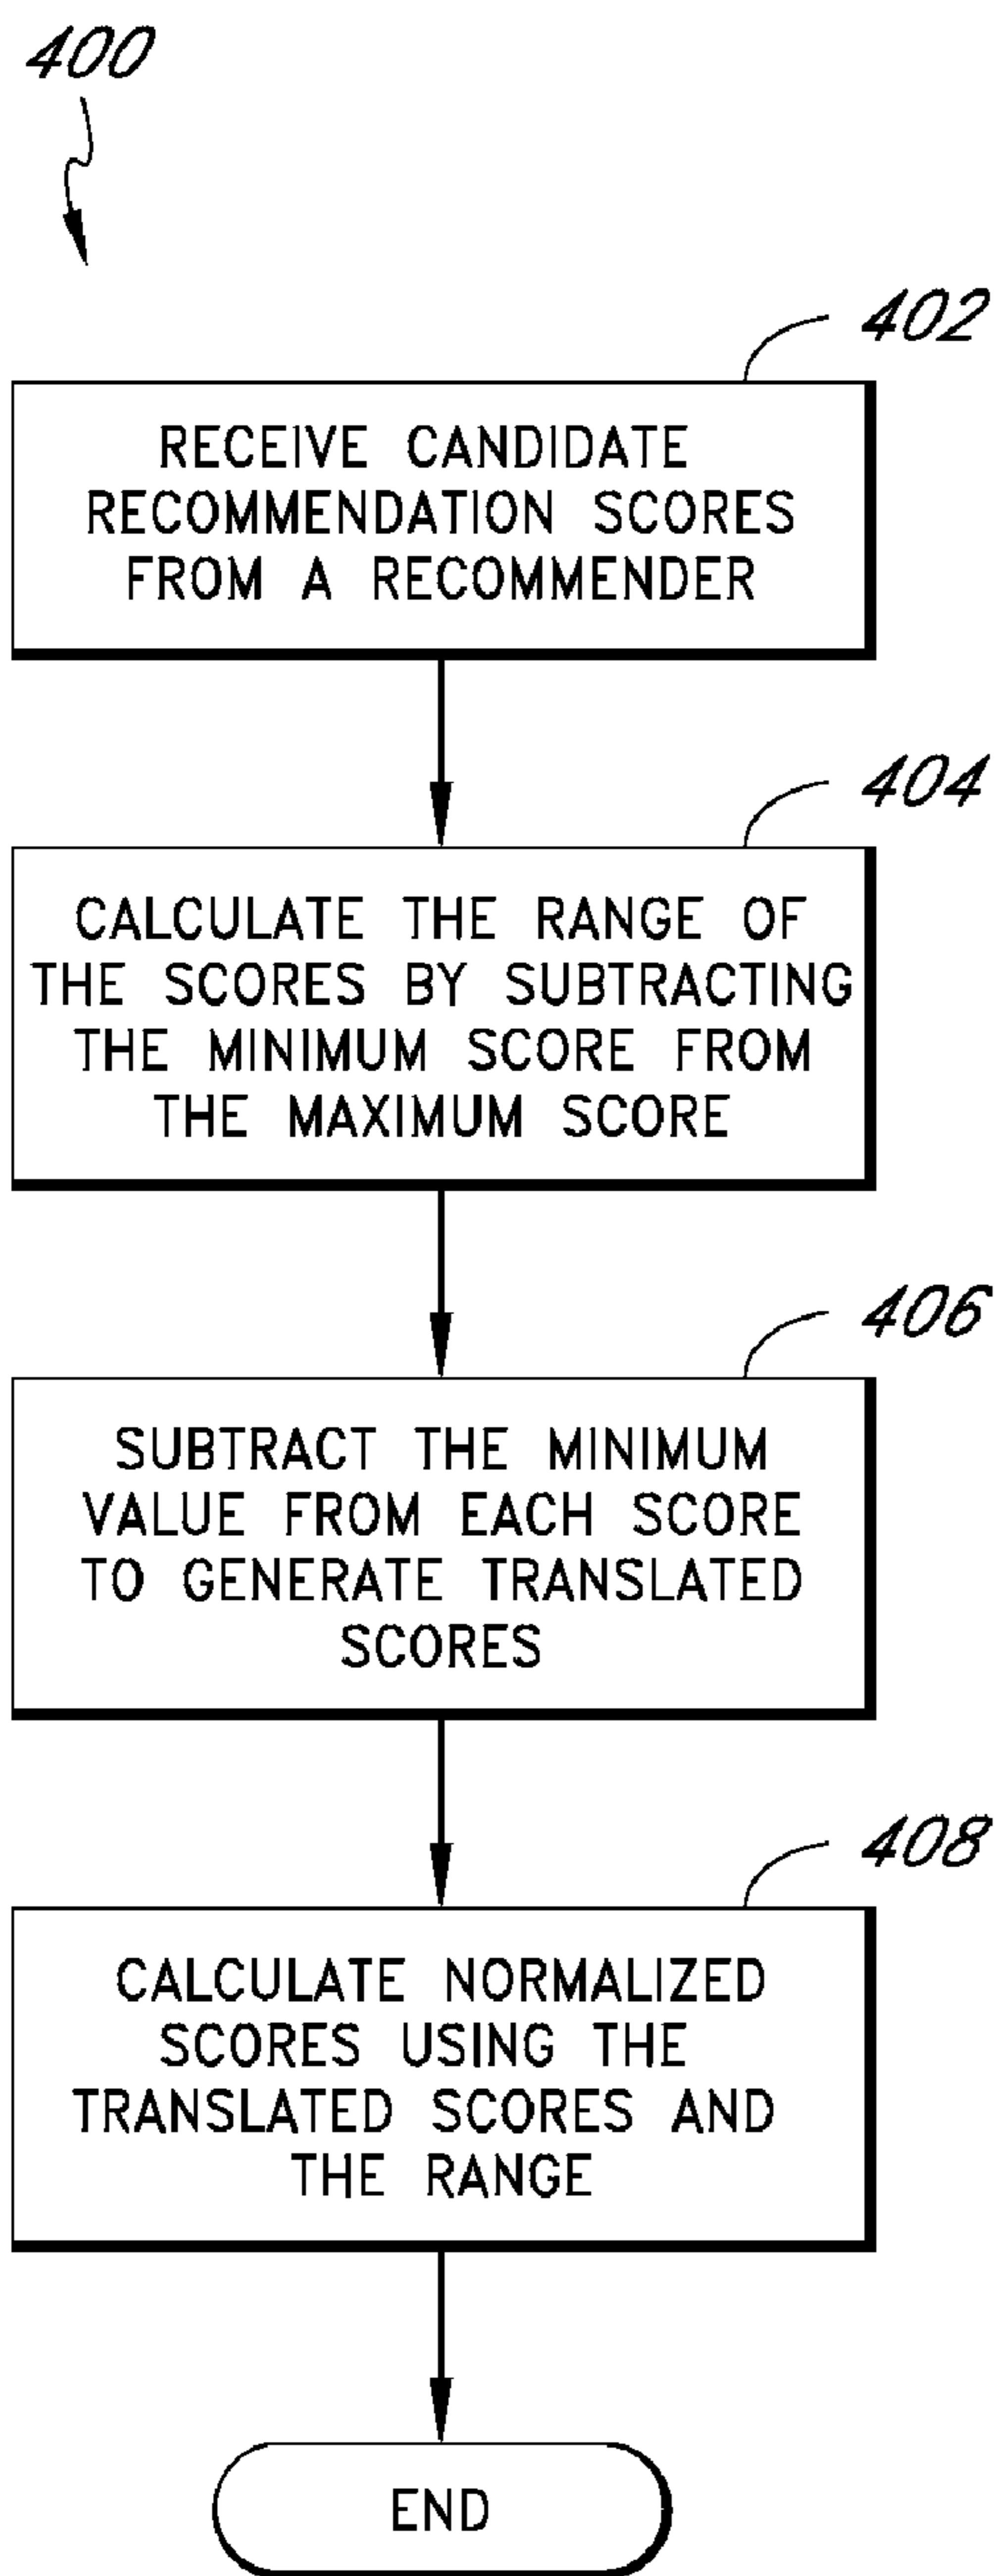 400
402
RECEIVE CANDIDATE
RECOMMENDATION SCORES
FROM A RECOMMENDER
404
CALCULATE THE RANGE OF
THE SCORES BY SUBTRACTING
THE MINIMUM SCORE FROM
THE MAXIMUM SCORE
406
SUBTRACT THE MINIMUM
VALUE FROM EACH SCORE
TO GENERATE TRANSLATED
SCORES
408
CALCULATE NORMALIZED
SCORES USING THE
TRANSLATED SCORES AND
THE RANGE
END